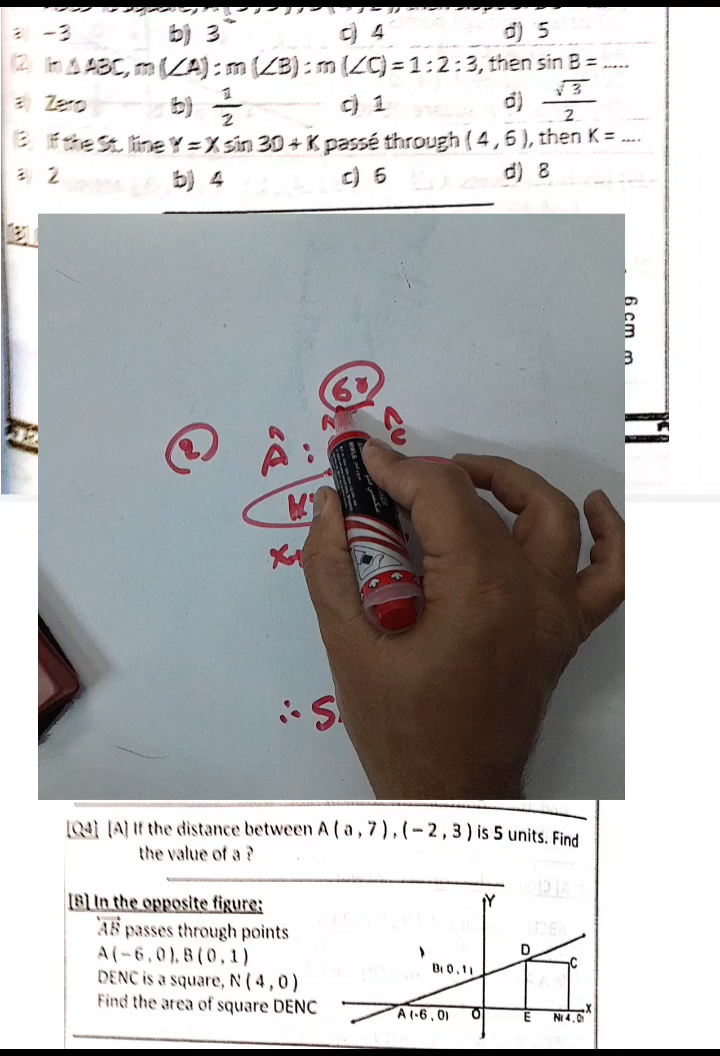 a) -3 b) 3 c) 4 d) 5
(2) In Δ ABC, m (∠A) : m (∠B) : m (∠C) = 1 : 2 : 3, then sin B = .....
a) Zero b) 1/2 c) 1 d) √3/2
(3) If the St. line Y = X sin 30 + K passé through ( 4 , 6 ), then K = ....
a) 2 b) 4 c) 6 d) 8
[B]
6 cm
3
60
(2) Â : Ĉ
∴ S
[Q4] [A] If the distance between A ( a , 7 ) , ( – 2 , 3 ) is 5 units. Find
the value of a ?
[B] In the opposite figure:
AB passes through points
A ( – 6 , 0 ) , B ( 0 , 1 )
DENC is a square, N ( 4 , 0 )
Find the area of square DENC
Y
D
C
B( 0 , 1 )
X
A (-6 , 0)
O
E
N( 4 , 0)